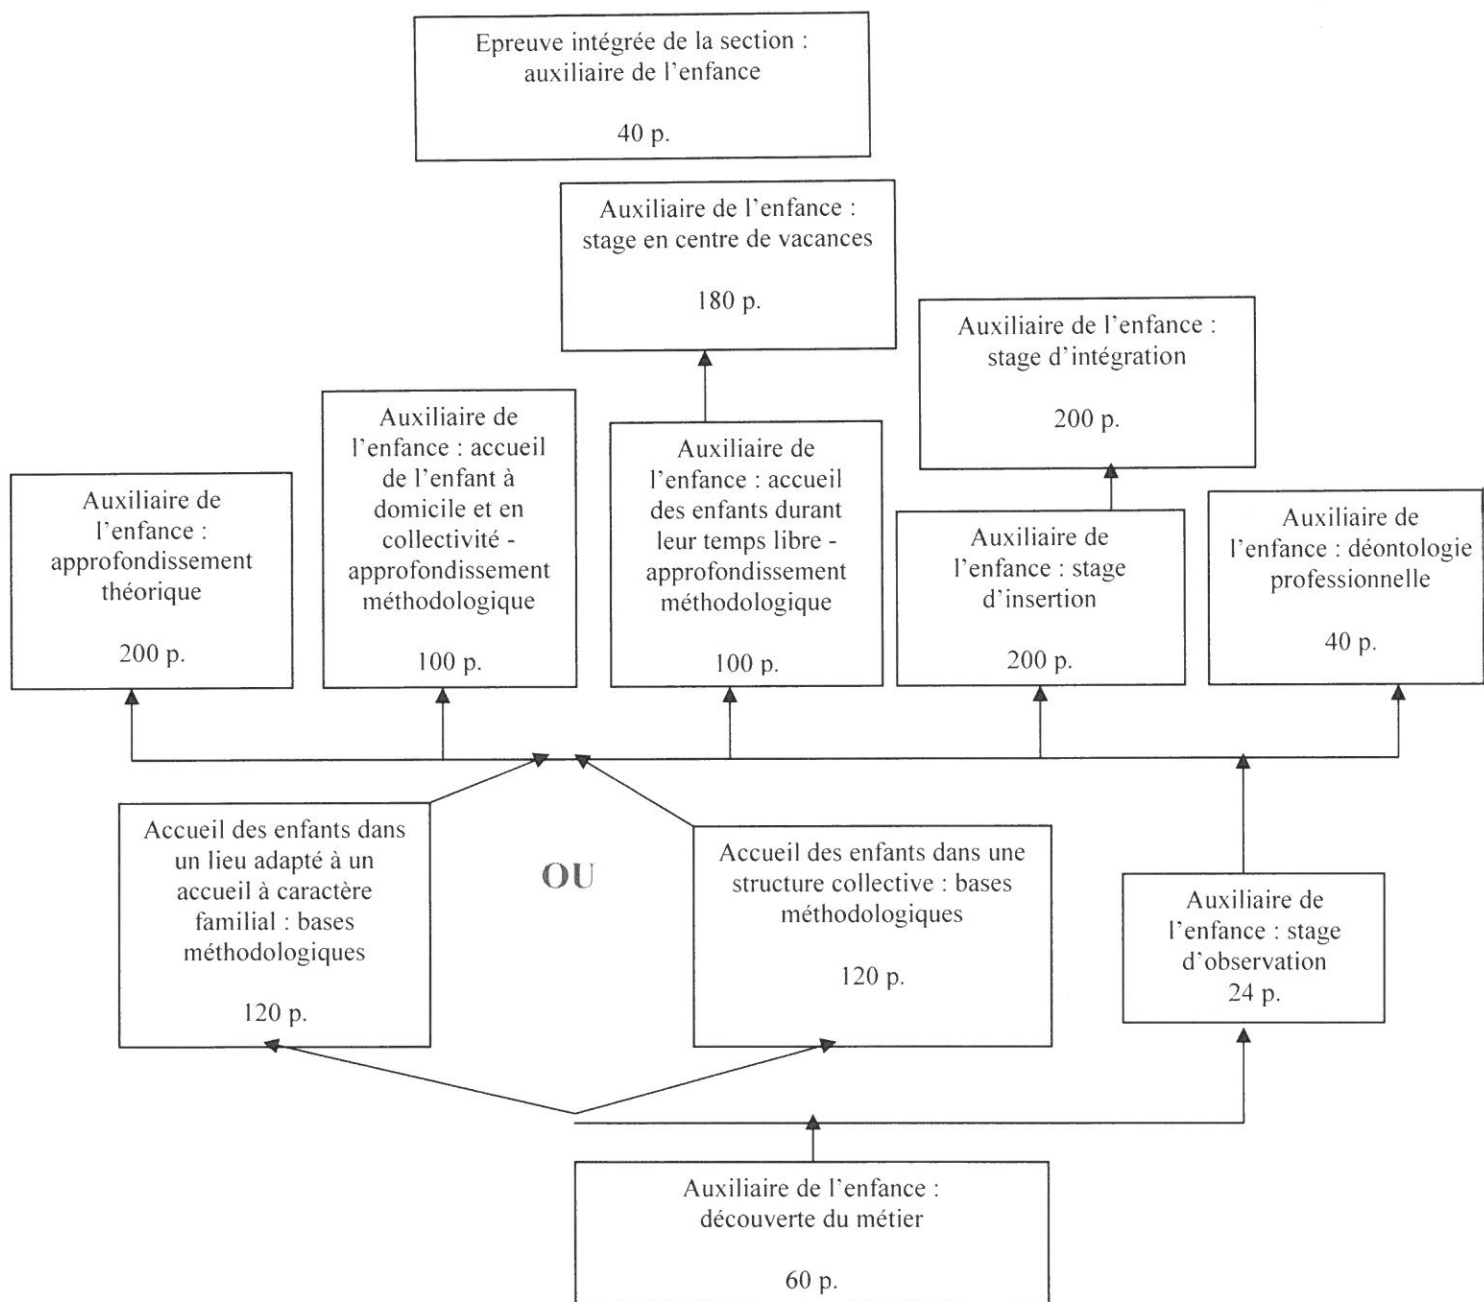 Epreuve intégrée de la section :
auxiliaire de l'enfance
40 p.
Auxiliaire de l'enfance :
stage en centre de vacances
180 p.
Auxiliaire de l'enfance :
stage d'intégration
200 p.
Auxiliaire de
l'enfance :
approfondissement
théorique
200 p.
Auxiliaire de
l'enfance : accueil
de l'enfant à
domicile et en
collectivité -
approfondissement
méthodologique
100 p.
Auxiliaire de
l'enfance : accueil
des enfants durant
leur temps libre -
approfondissement
méthodologique
100 p.
Auxiliaire de
l'enfance : stage
d'insertion
200 p.
Auxiliaire de
l'enfance : déontologie
professionnelle
40 p.
Accueil des enfants dans
un lieu adapté à un
accueil à caractère
familial : bases
méthodologiques
120 p.
OU
Accueil des enfants dans une
structure collective : bases
méthodologiques
120 p.
Auxiliaire de
l'enfance : stage
d'observation
24 p.
Auxiliaire de l'enfance :
découverte du métier
60 p.